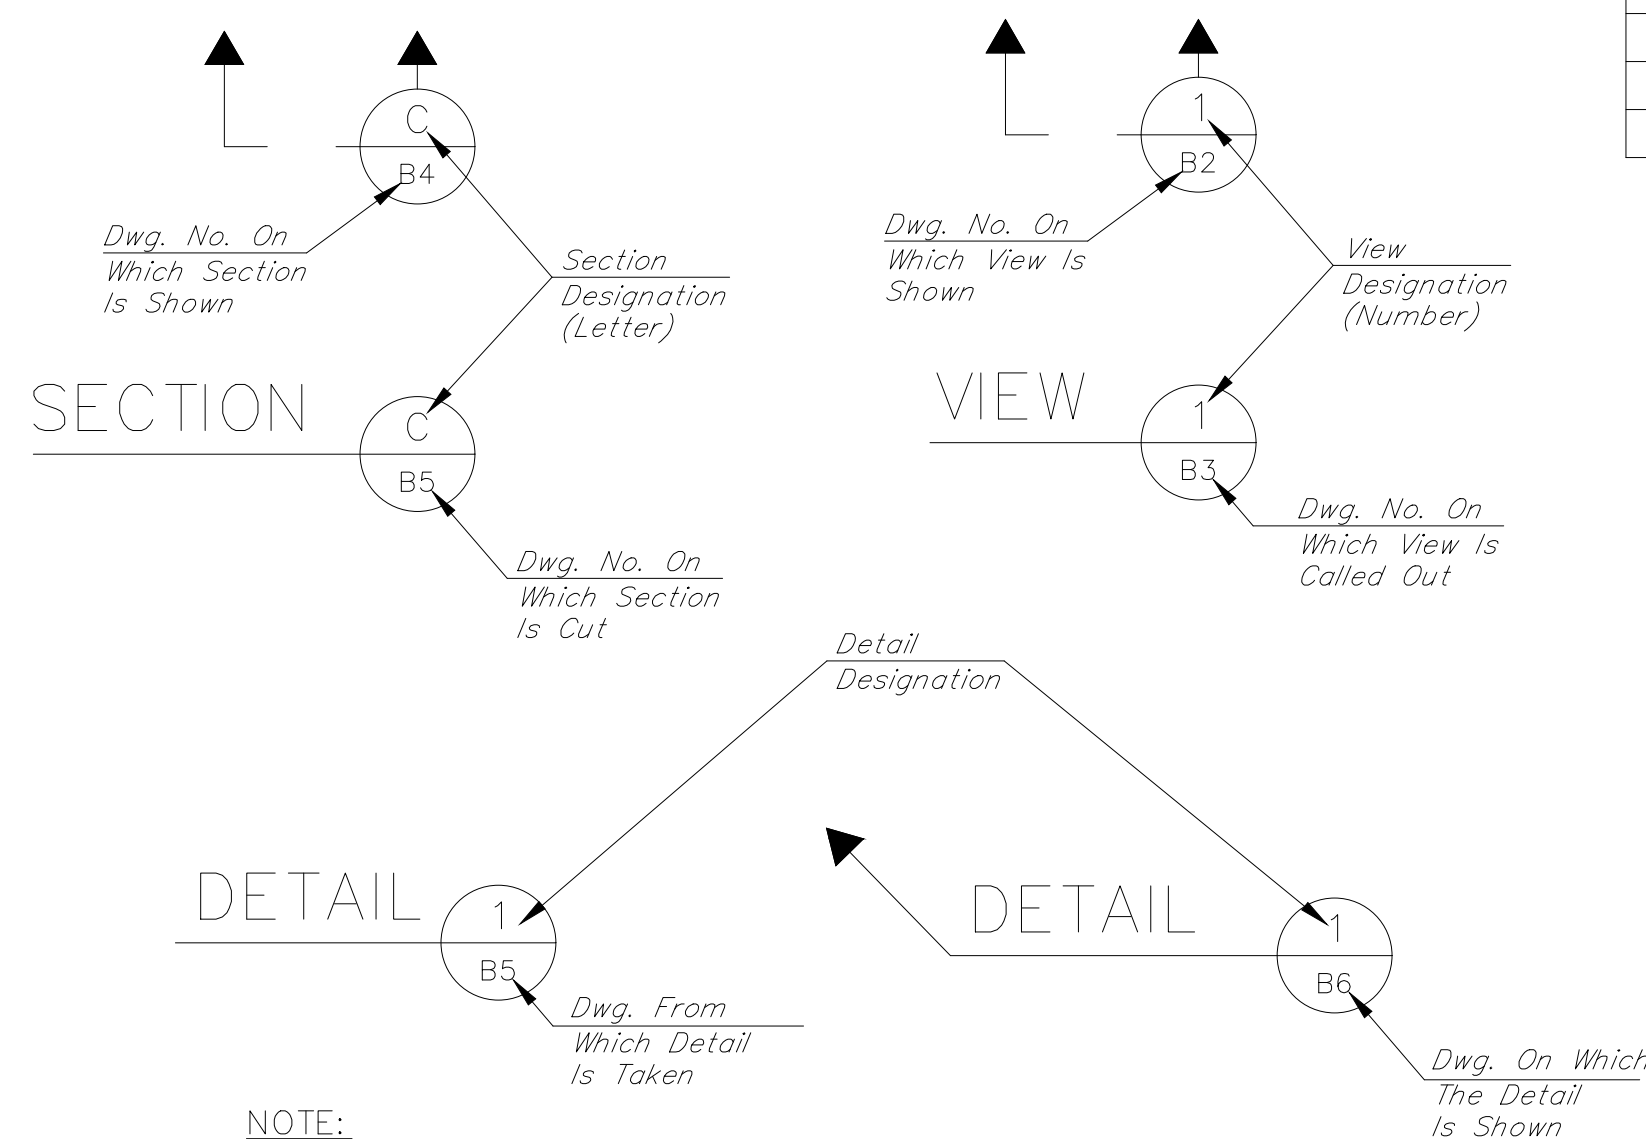 C
B4
Dwg. No. On
Which Section
Is Shown
Section
Designation
(Letter)
SECTION
C
B5
Dwg. No. On
Which Section
Is Cut
1
B2
Dwg. No. On
Which View Is
Shown
View
Designation
(Number)
VIEW
1
B3
Dwg. No. On
Which View Is
Called Out
Detail
Designation
DETAIL
1
B5
Dwg. From
Which Detail
Is Taken
DETAIL
1
B6
Dwg. On Which
The Detail
Is Shown
NOTE: